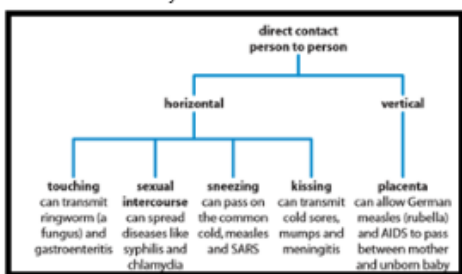 direct contact
person to person
horizontal
vertical
touching
can transmit
ringworm (a
fungus) and
gastroenteritis
sexual
intercourse
can spread
diseases like
syphilis and
chlamydia
sneezing
can pass on
the common
cold, measles
and SARS
kissing
can transmit
cold sores,
mumps and
meningitis
placenta
can allow German
measles (rubella)
and AIDS to pass
between mother
and unborn baby